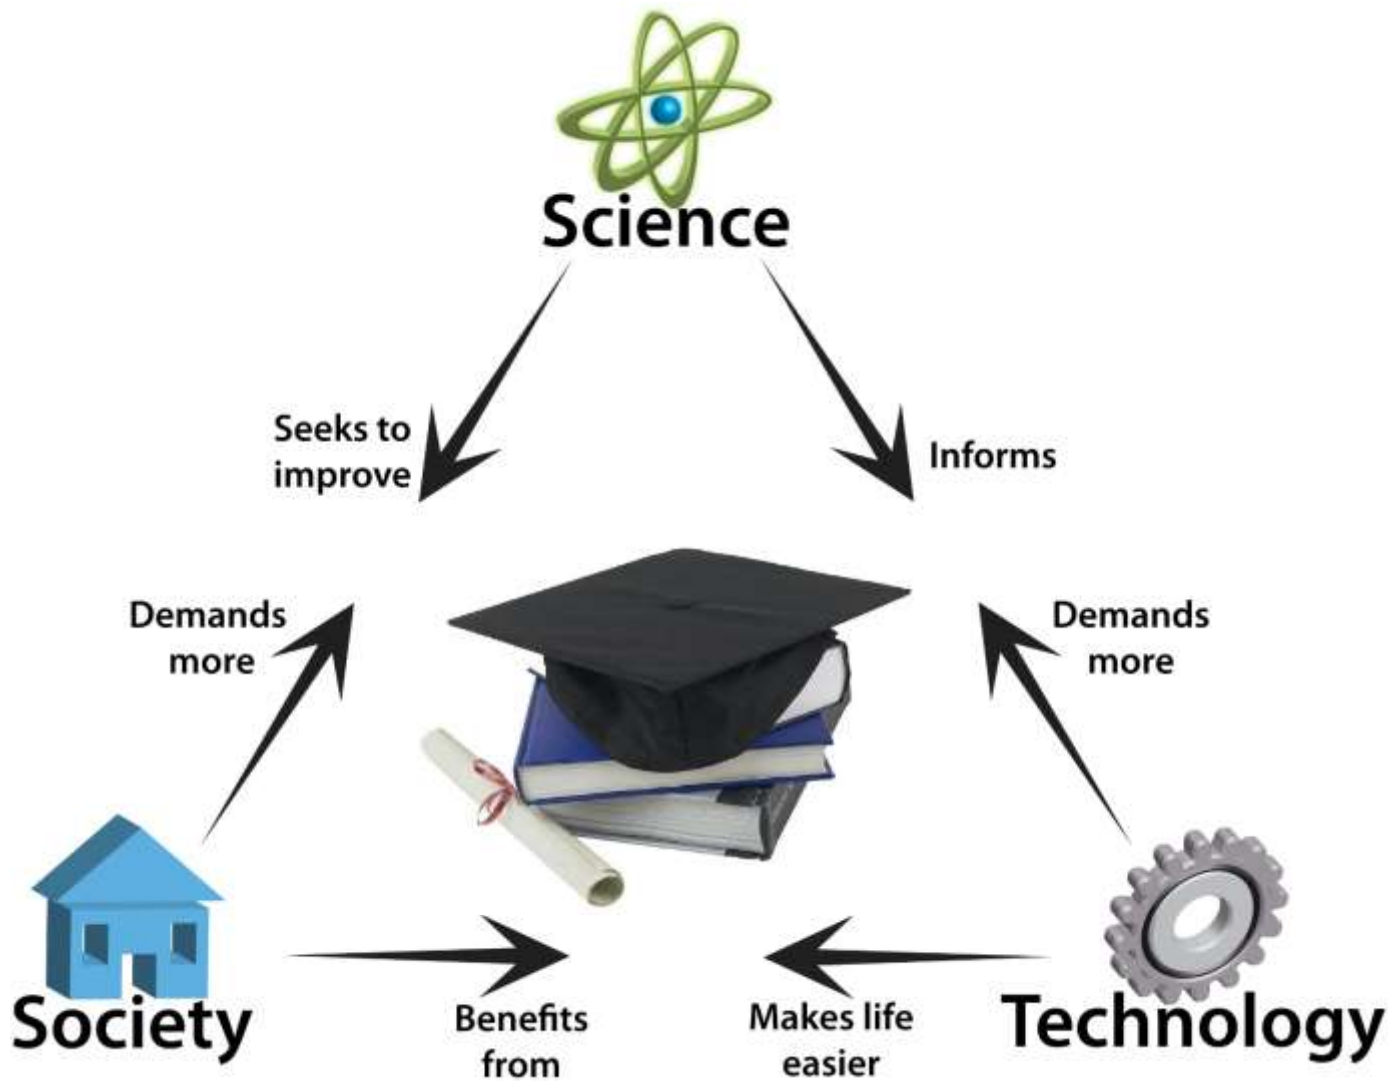 Science
Seeks to
improve
Informs
Demands
more
Demands
more
Society
Benefits
from
Makes life
easier
Technology